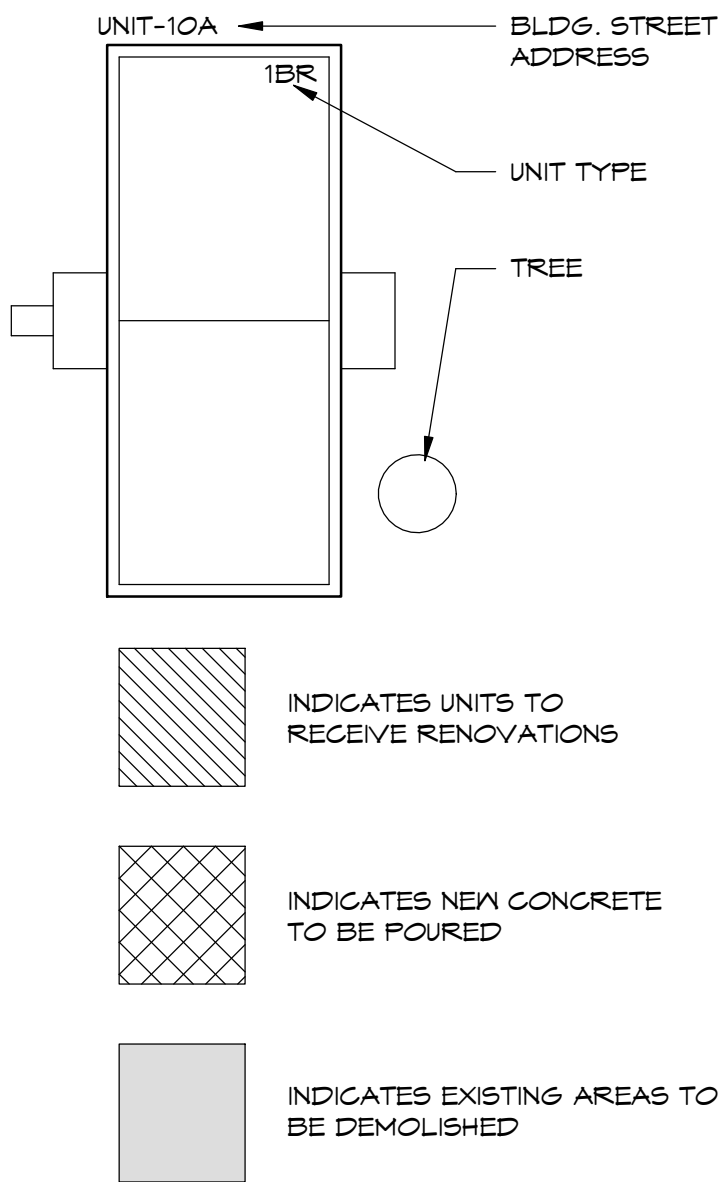 UNIT-10A
BLDG. STREET
ADDRESS
1BR
UNIT TYPE
TREE
INDICATES UNITS TO
RECEIVE RENOVATIONS
INDICATES NEW CONCRETE
TO BE POURED
INDICATES EXISTING AREAS TO
BE DEMOLISHED